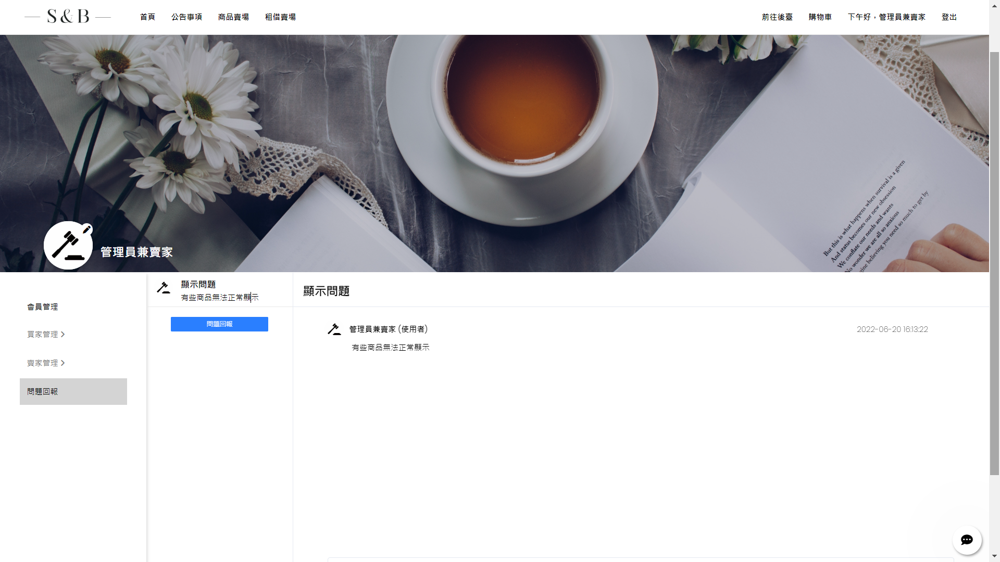 S & B
首頁 公告事項 商品賣場 租借賣場
前往後臺 購物車 下午好，管理員兼賣家 登出
But this is what happens when survival is a given
And status becomes our new obsession
We conflate our needs and wants
No wonder we are all so anxious
gine believing you need so much to get by
管理員兼賣家
會員管理
買家管理
賣家管理
問題回報
顯示問題
有些商品無法正常顯示
問題回報
顯示問題
管理員兼賣家 (使用者)
2022-06-20 16:13:22
有些商品無法正常顯示